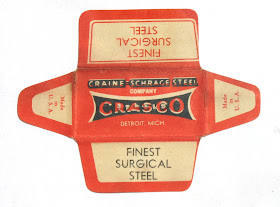 FINEST
SURGICAL
STEEL
CRAINE-SCHRAGE STEEL
COMPANY
CRASCO
DETROIT, MICH.
Made
in
U.S.A.
Made
in
U.S.A.
FINEST
SURGICAL
STEEL